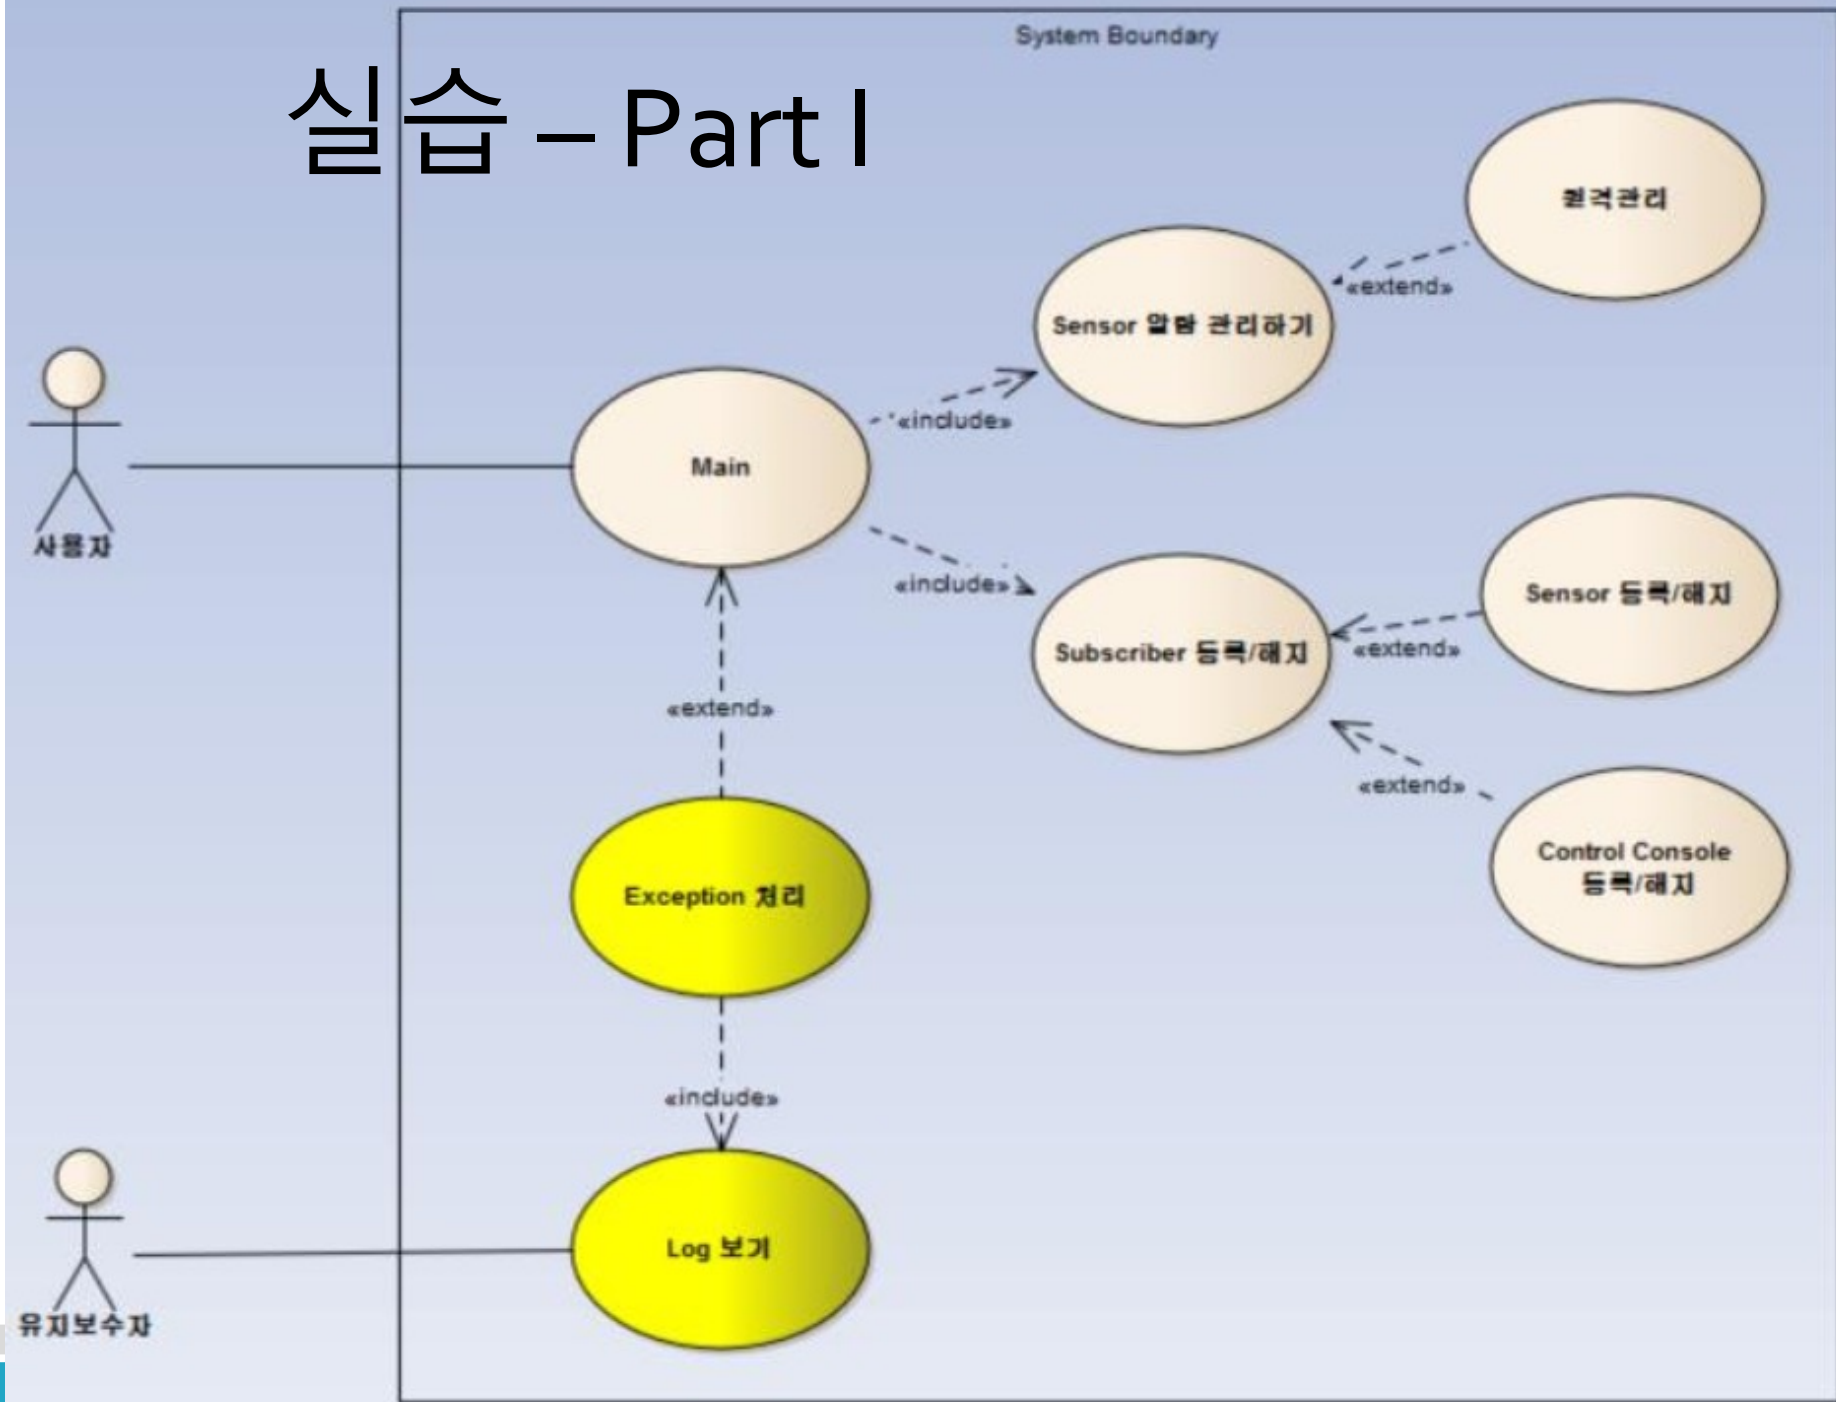 System Boundary
실습 – Part I
원격관리
«extend»
Sensor 알람 관리하기
«include»
Main
사용자
«include»
Sensor 등록/해지
«extend»
Subscriber 등록/해지
«extend»
«extend»
Control Console
등록/해지
Exception 처리
«include»
Log 보기
유지보수자